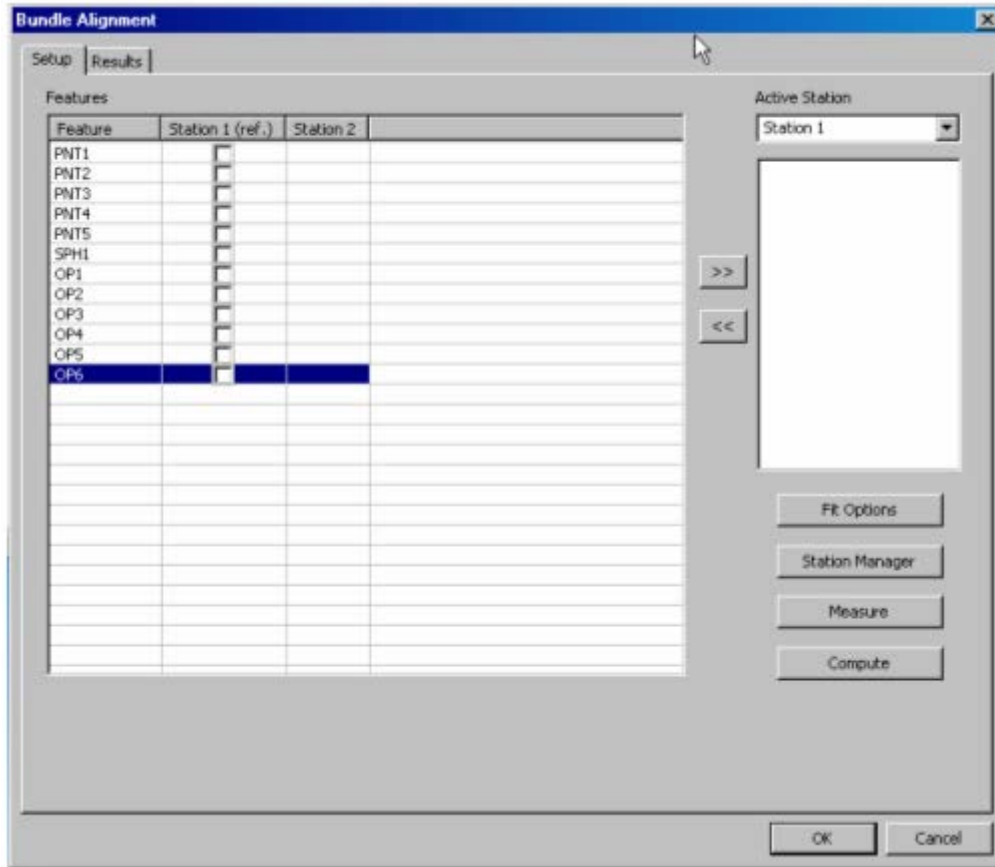 Bundle Alignment
Setup Results
Features
Active Station
Feature Station 1 (ref.) Station 2
Station 1
PNT1
PNT2
PNT3
PNT4
PNT5
SPH1
OP1
OP2
OP3
OP4
OP5
OP6
>>
<<
Fit Options
Station Manager
Measure
Compute
OK Cancel